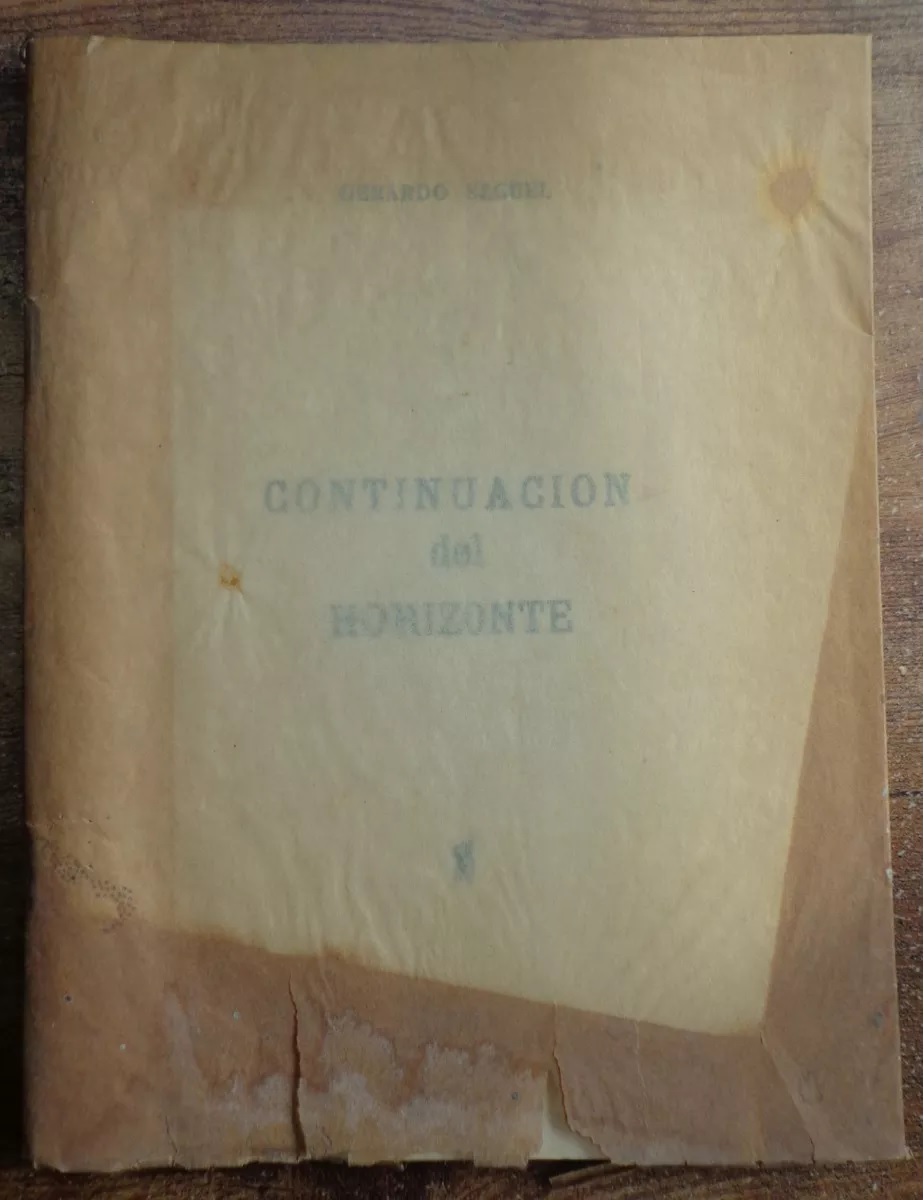 GERARDO SEGUEL
CONTINUACION
del
HORIZONTE